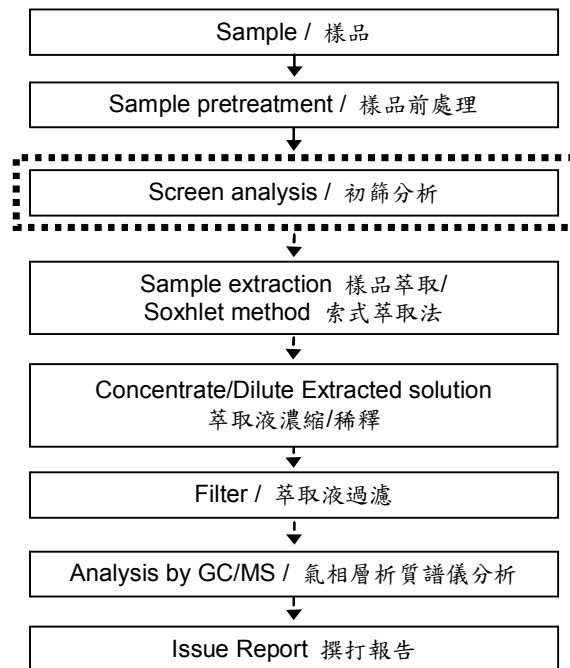 Sample / 樣品
Sample pretreatment / 樣品前處理
Screen analysis / 初篩分析
Sample extraction 樣品萃取/
Soxhlet method 索式萃取法
Concentrate/Dilute Extracted solution
萃取液濃縮/稀釋
Filter / 萃取液過濾
Analysis by GC/MS / 氣相層析質譜儀分析
Issue Report 撰打報告